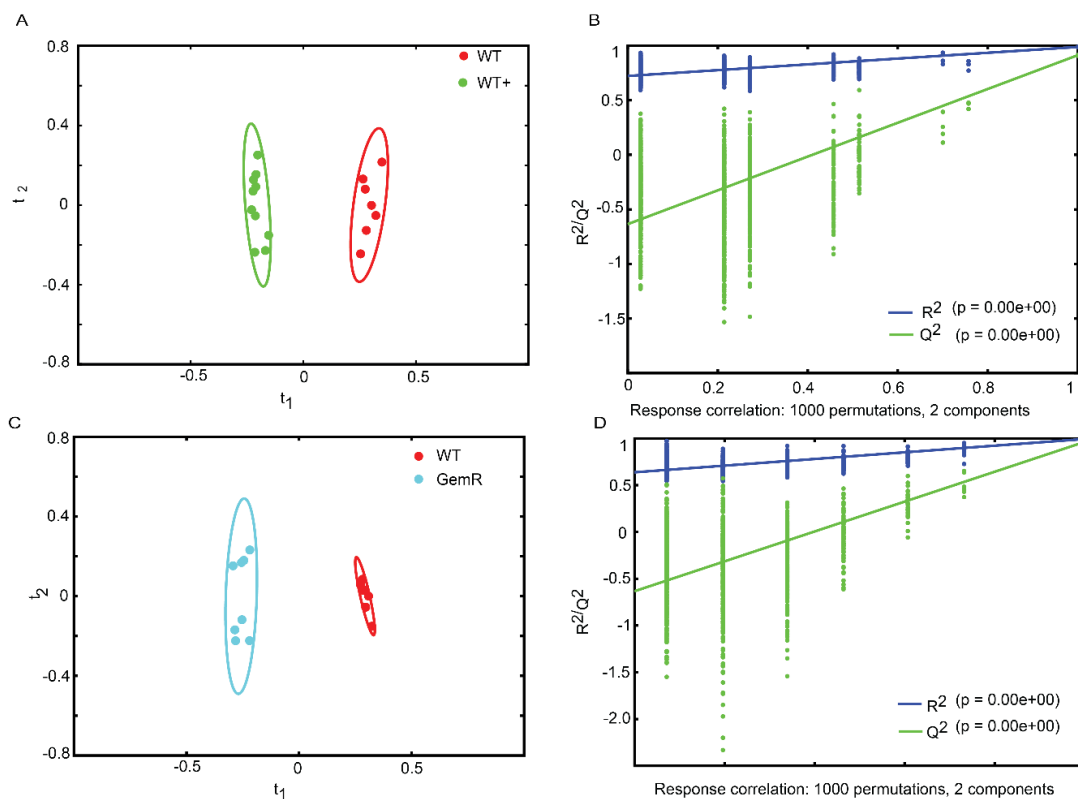 A
0.8
0.4
0
-0.4
-0.8
t 2
-0.5
0
0.5
t1
WT
WT+
B
1
0.5
0
-0.5
-1
-1.5
R²/Q²
R² (p = 0.00e+00)
Q² (p = 0.00e+00)
0
0.2
0.4
0.6
0.8
1
Response correlation: 1000 permutations, 2 components
C
0.8
0.4
0
-0.4
-0.8
t2
-0.5
0
0.5
t1
WT
GemR
D
1
0.5
0
-0.5
-1
-1.5
-2.0
R²/Q²
R² (p = 0.00e+00)
Q² (p = 0.00e+00)
Response correlation: 1000 permutations, 2 components